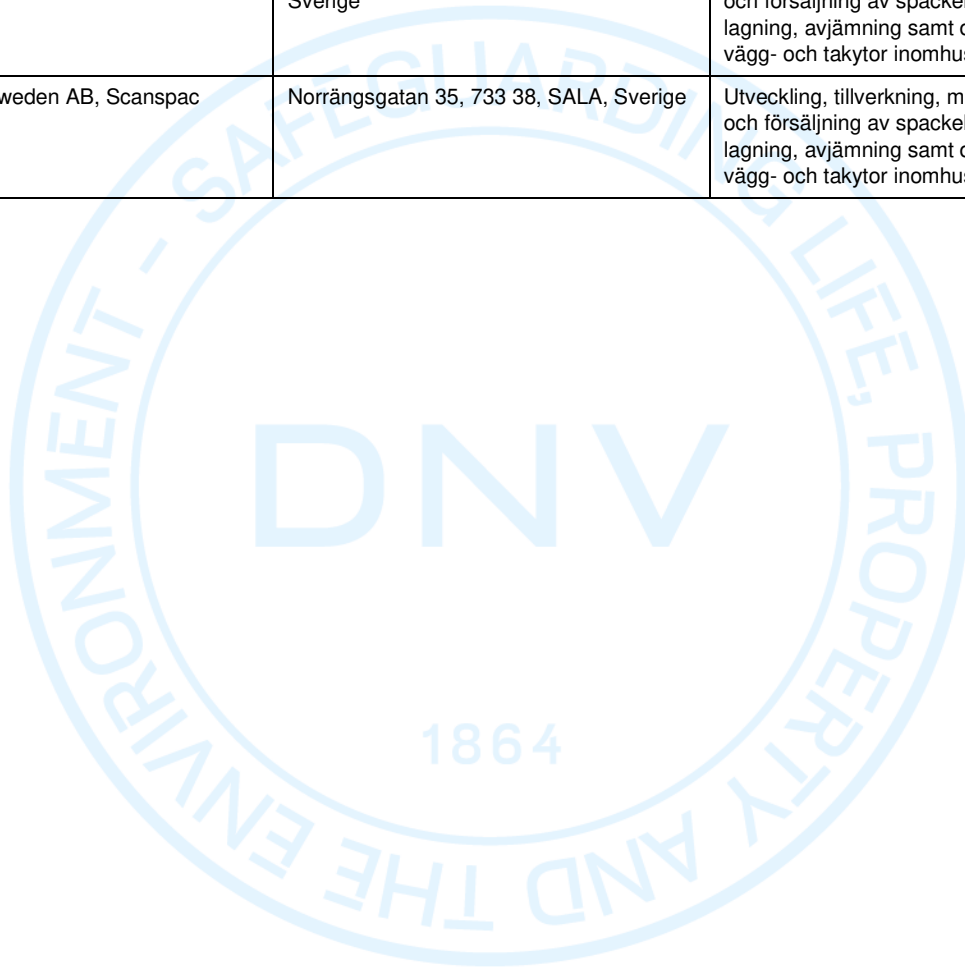 Sverige
och försäljning av spackel
lagning, avjämning samt
vägg- och takytor inomhus
weden AB, Scanspac
Norrängsgatan 35, 733 38, SALA, Sverige
Utveckling, tillverkning,
och försäljning av spackel
lagning, avjämning samt
vägg- och takytor inomhus
SAFEGUARDING LIFE, PROPERTY AND THE ENVIRONMENT -
DNV
1864